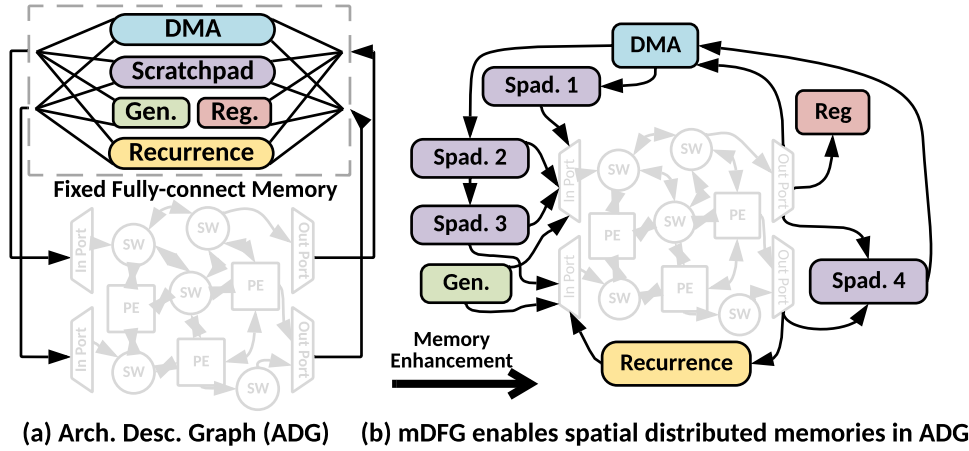 DMA
Scratchpad
Gen.
Reg.
Recurrence
Fixed Fully-connect Memory
In Port
SW
SW
Out Port
SW
PE
PE
In Port
SW
PE
SW
Out Port
(a) Arch. Desc. Graph (ADG)
DMA
Spad. 1
Reg
Spad. 2
In Port
SW
SW
Out Port
Spad. 3
PE
SW
PE
Gen.
In Port
SW
PE
SW
Out Port
Spad. 4
Memory
Enhancement
Recurrence
(b) mDFG enables spatial distributed memories in ADG